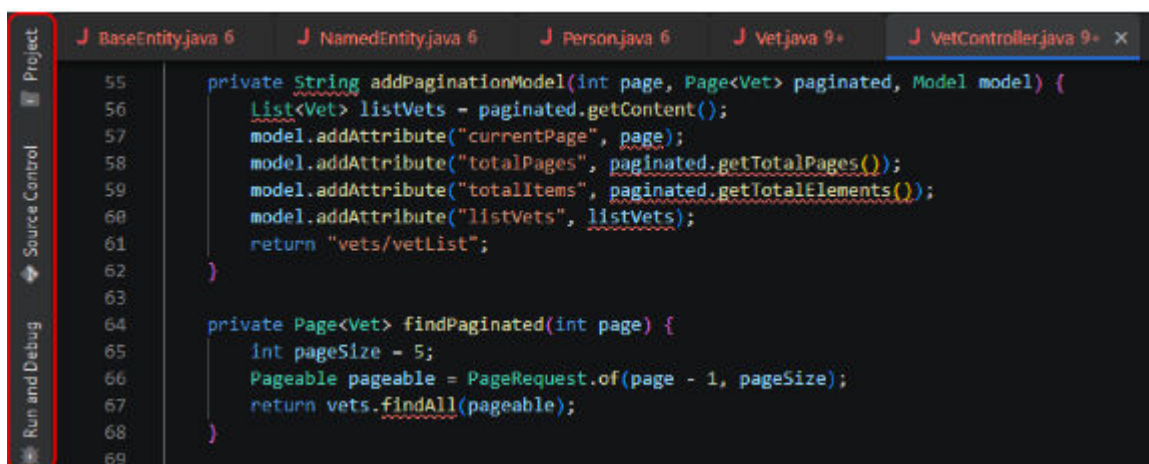 Project
Source Control
Run and Debug
J BaseEntity.java 6 J NamedEntity.java 6 J Person.java 6 J Vet.java 9+ J VetController.java 9+ ×
55 private String addPaginationModel(int page, Page<Vet> paginated, Model model) {
56 List<Vet> listVets = paginated.getContent();
57 model.addAttribute("currentPage", page);
58 model.addAttribute("totalPages", paginated.getTotalPages());
59 model.addAttribute("totalItems", paginated.getTotalElements());
60 model.addAttribute("listVets", listVets);
61 return "vets/vetList";
62 }
63
64 private Page<Vet> findPaginated(int page) {
65 int pageSize = 5;
66 Pageable pageable = PageRequest.of(page - 1, pageSize);
67 return vets.findAll(pageable);
68 }
69